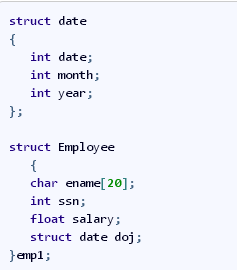 struct date
{
   int date;
   int month;
   int year;
};

struct Employee
   {
   char ename[20];
   int ssn;
   float salary;
   struct date doj;
}emp1;